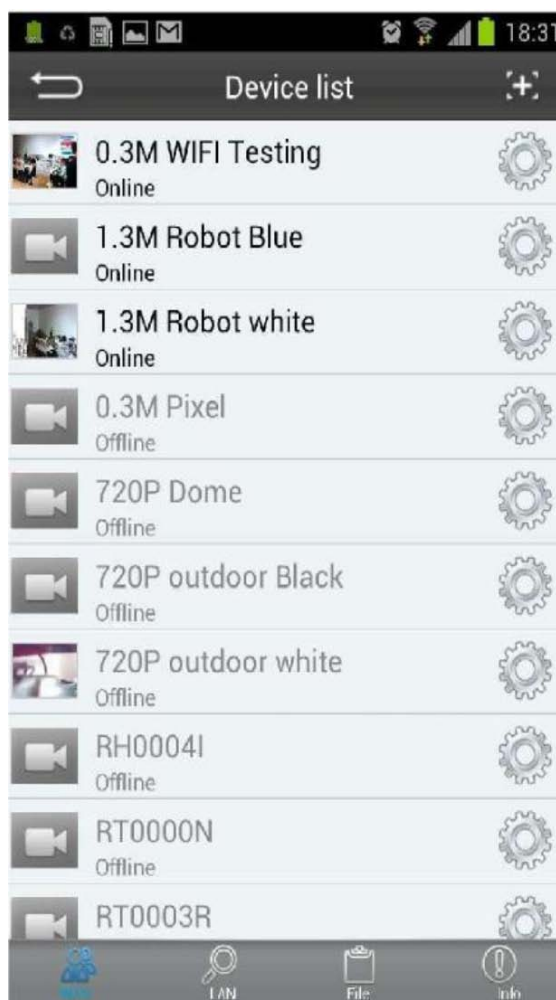 18:31
Device list
0.3M WIFI Testing
Online
1.3M Robot Blue
Online
1.3M Robot white
Online
0.3M Pixel
Offline
720P Dome
Offline
720P outdoor Black
Offline
720P outdoor white
Offline
RH0004I
Offline
RT0000N
Offline
RT0003R
LAN
File
Info